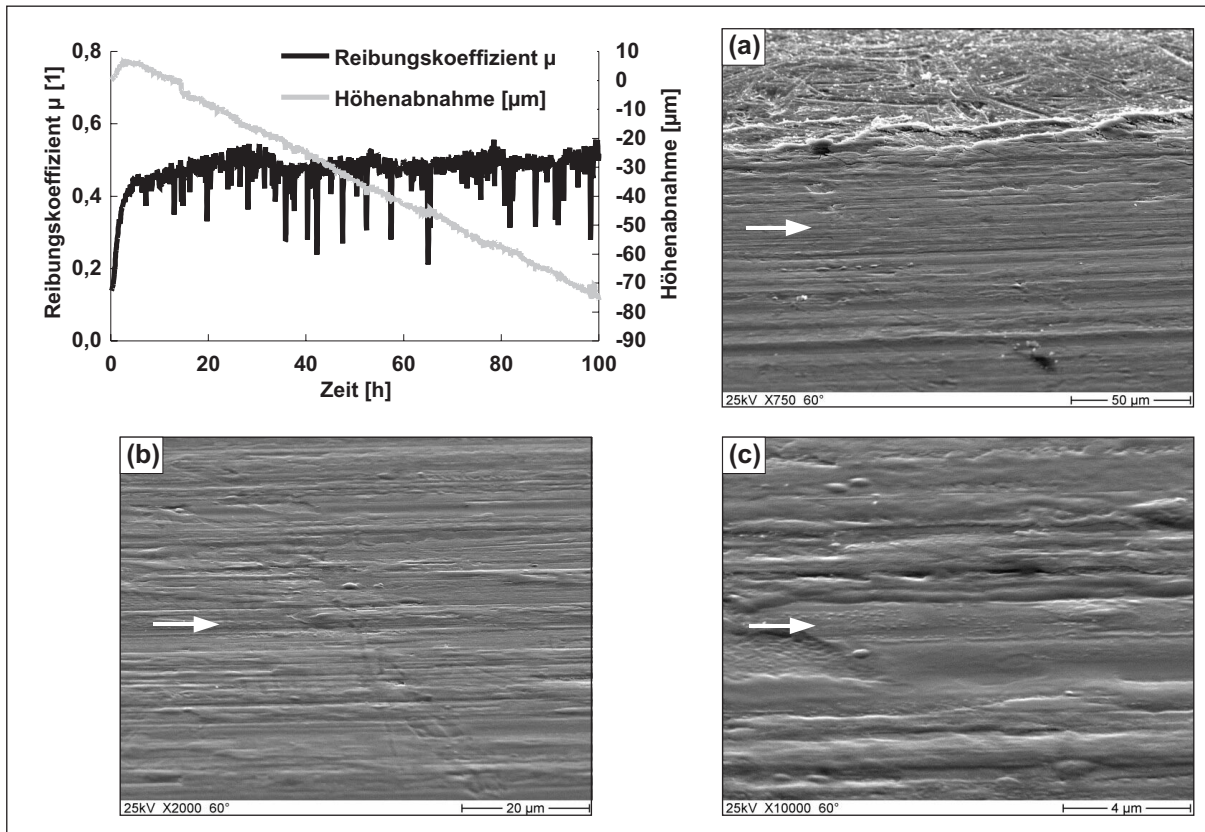 0,8
0,6
0,4
0,2
0,0
Reibungskoeffizient µ [1]
Reibungskoeffizient µ
Höhenabnahme [µm]
10
0
-10
-20
-30
-40
-50
-60
-70
-80
-90
Höhenabnahme [µm]
0 20 40 60 80 100
Zeit [h]
(a)
25kV X750 60° 50 µm
(b)
25kV X2000 60° 20 µm
(c)
25kV X10000 60° 4 µm